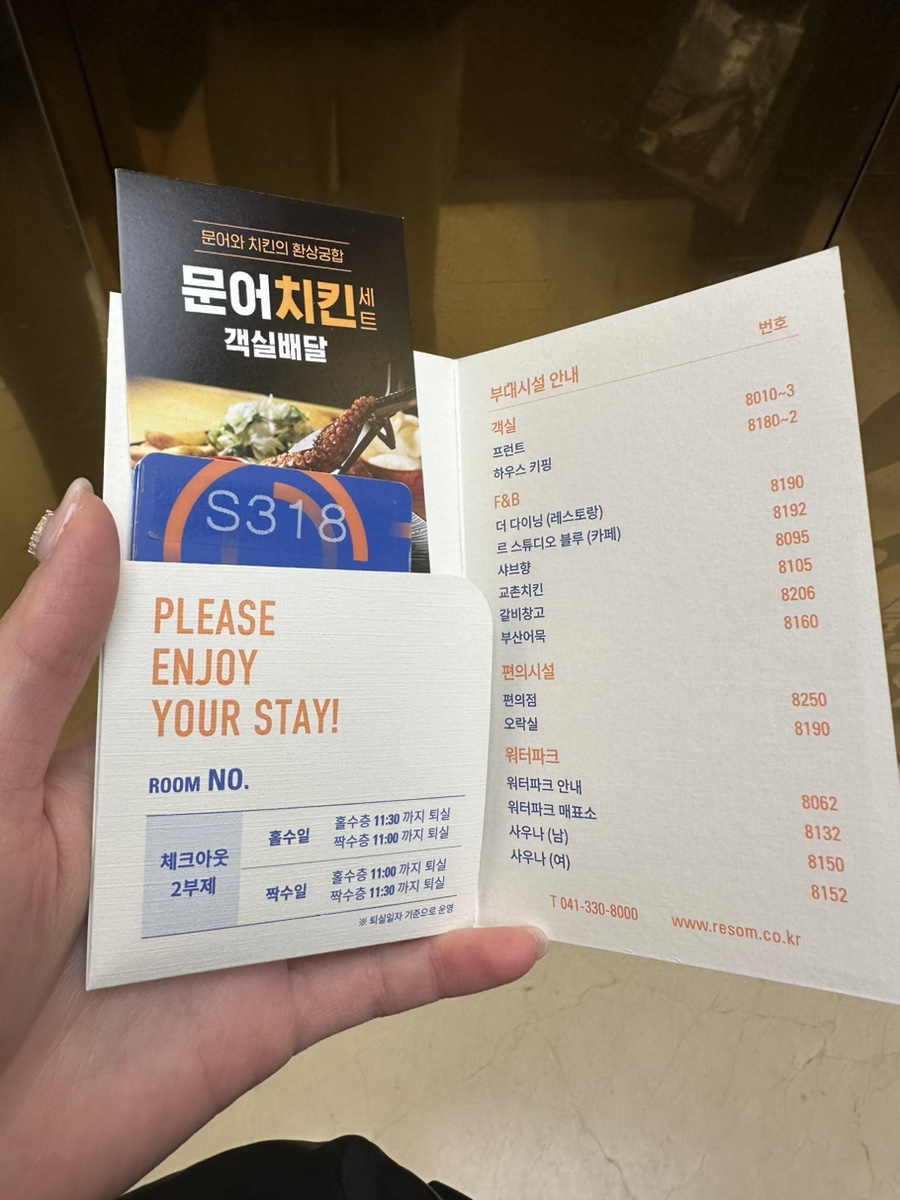 문어와 치킨의 환상궁합
문어치킨세트
객실배달
S318
PLEASE
ENJOY
YOUR STAY!
ROOM NO.
체크아웃
2부제
홀수일
홀수층 11:30 까지 퇴실
짝수층 11:00 까지 퇴실
짝수일
홀수층 11:00 까지 퇴실
짝수층 11:30 까지 퇴실
※ 퇴실일자 기준으로 운영
부대시설 안내 번호
객실
프런트 8010~3
하우스 키핑 8180~2
F&B
더 다이닝 (레스토랑) 8190
르 스튜디오 블루 (카페) 8192
샤브향 8095
교촌치킨 8105
갈비창고 8206
부산어묵 8160
편의시설
편의점 8250
오락실 8190
워터파크
워터파크 안내 8062
워터파크 매표소 8132
사우나 (남) 8150
사우나 (여) 8152
T 041-330-8000 www.resom.co.kr